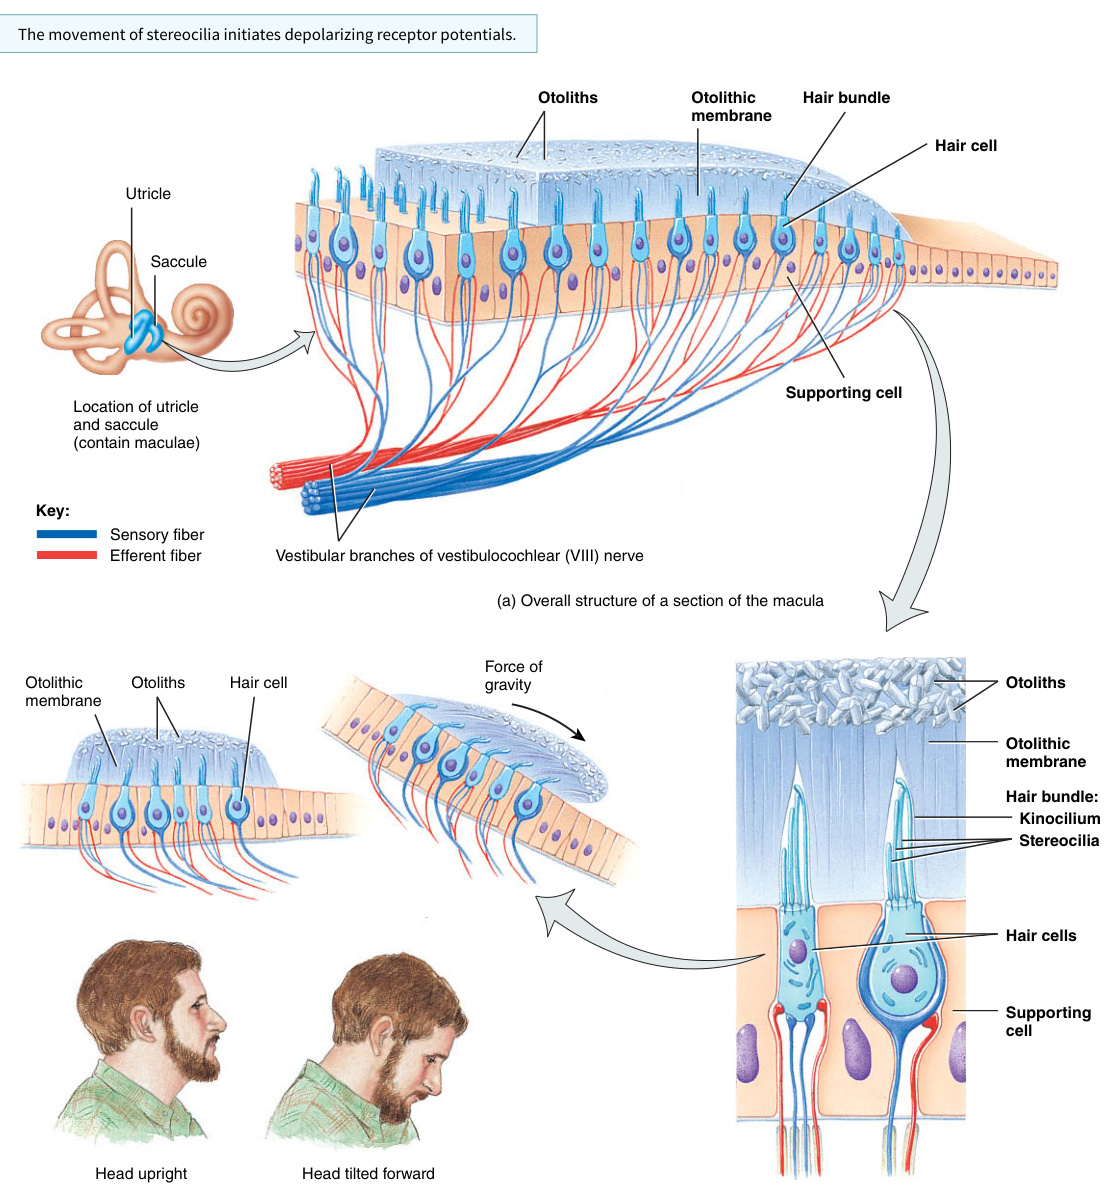 The movement of stereocilia initiates depolarizing receptor potentials.
Otoliths
Otolithic
membrane
Hair bundle
Hair cell
Utricle
Saccule
Location of utricle
and saccule
(contain maculae)
Supporting cell
Key:
Sensory fiber
Efferent fiber
Vestibular branches of vestibulocochlear (VIII) nerve
(a) Overall structure of a section of the macula
Otolithic
membrane
Otoliths
Hair cell
Force of
gravity
Otoliths
Otolithic
membrane
Hair bundle:
Kinocilium
Stereocilia
Hair cells
Supporting
cell
Head upright
Head tilted forward